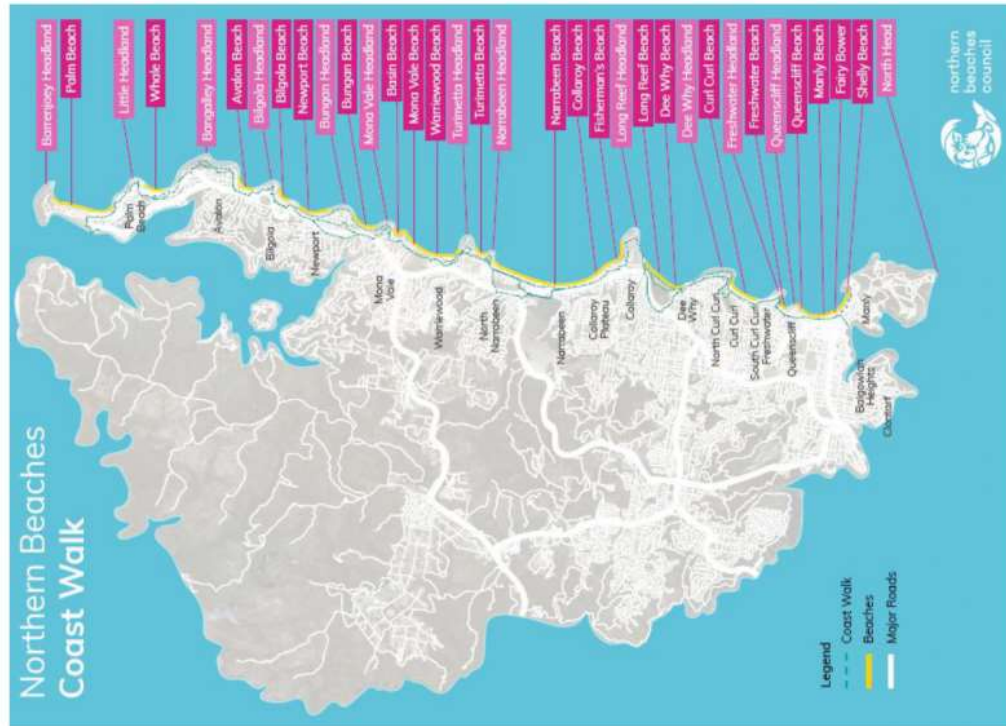 Northern Beaches
Coast Walk
Barrenjoey Headland
Palm Beach
Little Headland
Whale Beach
Bangalley Headland
Avalon Beach
Bilgola Headland
Bilgola Beach
Newport Beach
Bungan Headland
Bungan Beach
Mona Vale Headland
Basin Beach
Mona Vale Beach
Warriewood Beach
Turimetta Headland
Turimetta Beach
Narrabeen Headland
Narrabeen Beach
Collaroy Beach
Fisherman's Beach
Long Reef Headland
Long Reef Beach
Dee Why Beach
Dee Why Headland
Curl Curl Beach
Freshwater Headland
Freshwater Beach
Queenscliff Headland
Queenscliff Beach
Manly Beach
Fairy Bower
Shelly Beach
North Head
Palm
Beach
Avalon
Bilgola
Newport
Mona
Vale
Warriewood
North
Narrabeen
Narrabeen
Collaroy
Plateau
Collaroy
Dee
Why
North Curl Curl
Curl Curl
South Curl Curl
Freshwater
Queenscliff
Manly
Balgowlah
Heights
Clontarf
Legend
Coast Walk
Beaches
Major Roads
northern
beaches
council